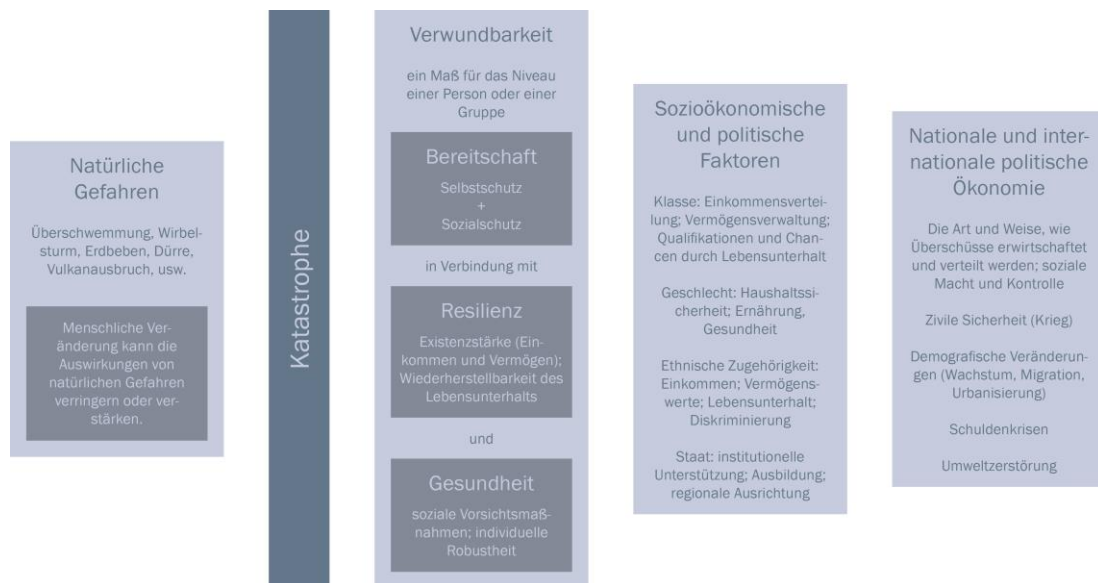 Natürliche
Gefahren
Überschwemmung, Wirbel-
sturm, Erdbeben, Dürre,
Vulkanausbruch, usw.
Menschliche Ver-
änderung kann die
Auswirkungen von
natürlichen Gefahren
verringern oder ver-
stärken.
Katastrophe
Verwundbarkeit
ein Maß für das Niveau
einer Person oder einer
Gruppe
Bereitschaft
Selbstschutz
+
Sozialschutz
in Verbindung mit
Resilienz
Existenzstärke (Ein-
kommen und Vermögen);
Wiederherstellbarkeit des
Lebensunterhalts
und
Gesundheit
soziale Vorsichtsmaß-
nahmen; individuelle
Robustheit
Sozioökonomische
und politische
Faktoren
Klasse: Einkommensvertei-
lung; Vermögensverwaltung;
Qualifikationen und Chan-
cen durch Lebensunterhalt
Geschlecht: Haushaltssi-
cherheit; Ernährung,
Gesundheit
Ethnische Zugehörigkeit:
Einkommen; Vermögens-
werte; Lebensunterhalt;
Diskriminierung
Staat: institutionelle
Unterstützung; Ausbildung;
regionale Ausrichtung
Nationale und inter-
nationale politische
Ökonomie
Die Art und Weise, wie
Überschüsse erwirtschaftet
und verteilt werden; soziale
Macht und Kontrolle
Zivile Sicherheit (Krieg)
Demografische Veränderun-
gen (Wachstum, Migration,
Urbanisierung)
Schuldenkrisen
Umweltzerstörung